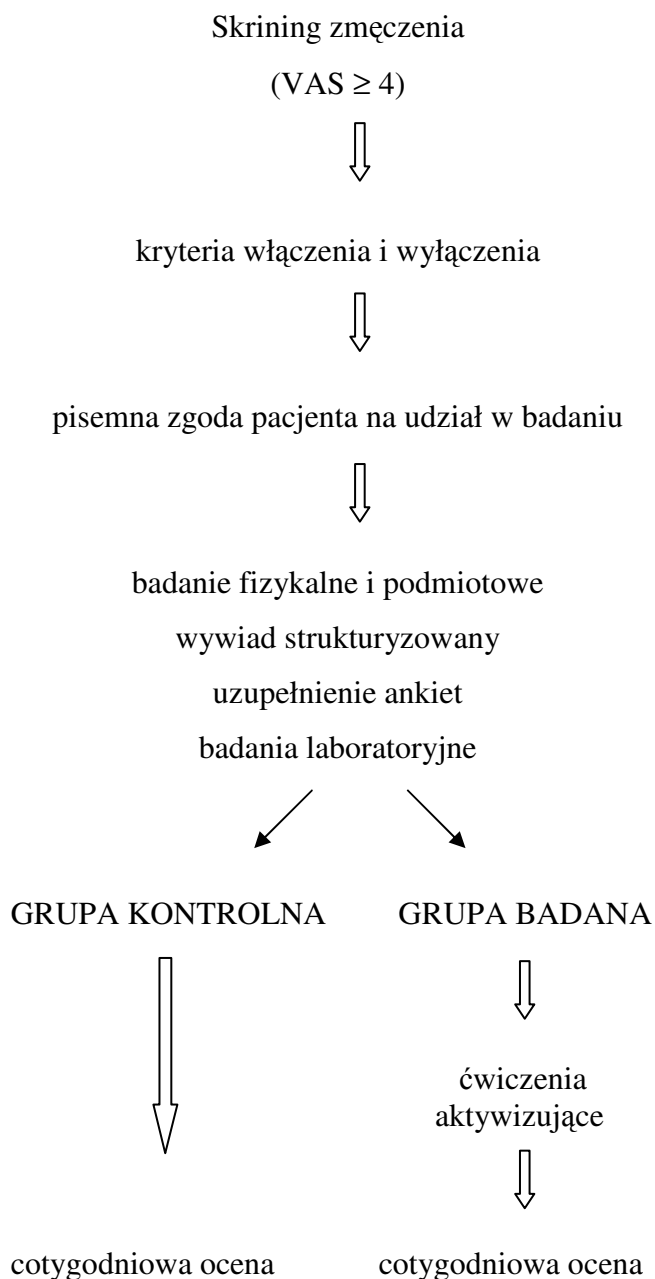 Skrining zmęczenia
(VAS ≥ 4)
kryteria włączenia i wyłączenia
pisemna zgoda pacjenta na udział w badaniu
badanie fizykalne i podmiotowe
wywiad strukturyzowany
uzupełnienie ankiet
badania laboratoryjne
GRUPA KONTROLNA GRUPA BADANA
ćwiczenia
aktywizujące
cotygodniowa ocena cotygodniowa ocena